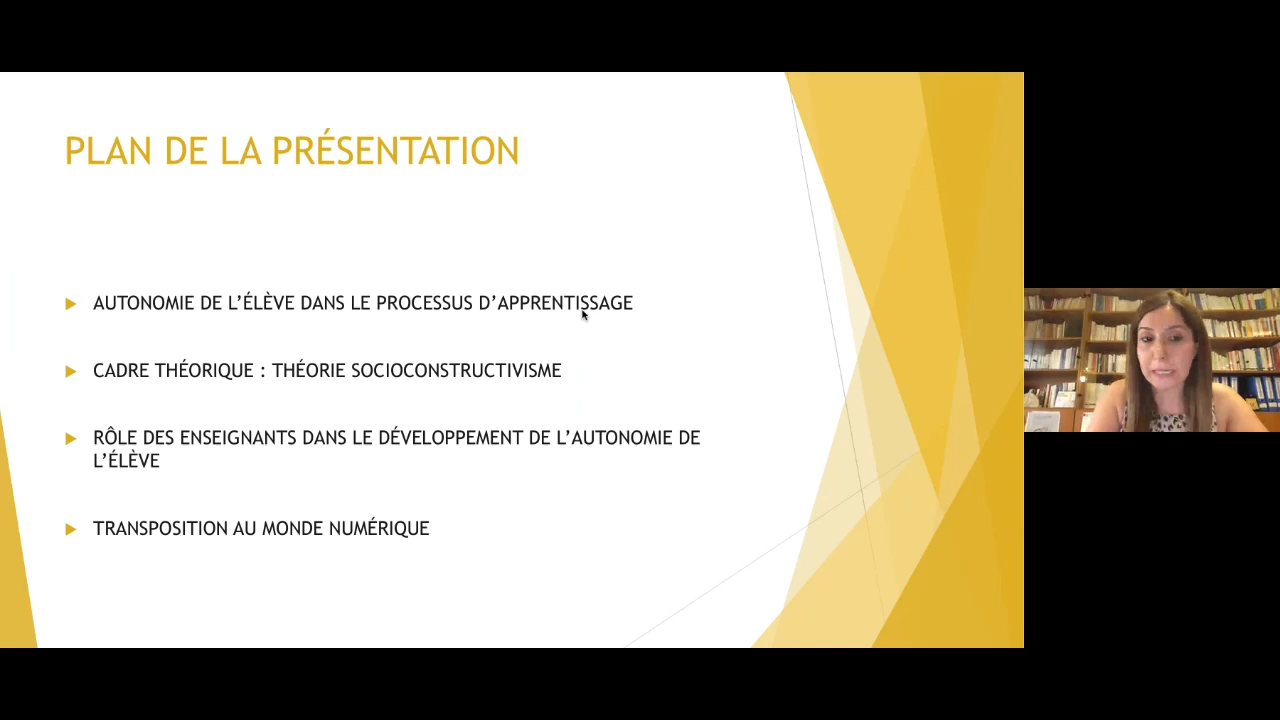 PLAN DE LA PRÉSENTATION
AUTONOMIE DE L’ÉLÈVE DANS LE PROCESSUS D’APPRENTISSAGE
CADRE THÉORIQUE : THÉORIE SOCIOCONSTRUCTIVISME
RÔLE DES ENSEIGNANTS DANS LE DÉVELOPPEMENT DE L’AUTONOMIE DE
L’ÉLÈVE
TRANSPOSITION AU MONDE NUMÉRIQUE